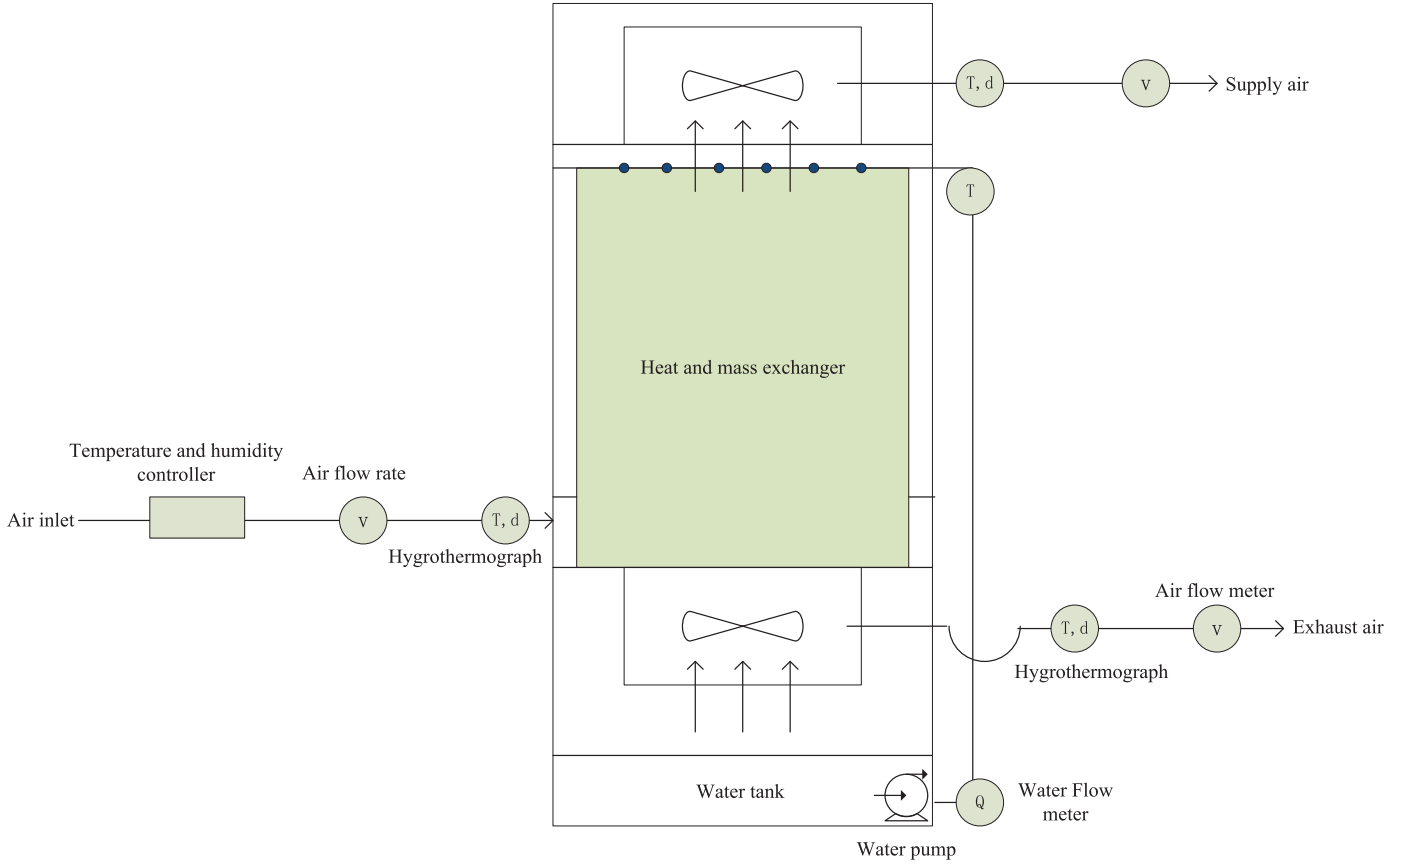 T, d
v
Supply air
T
Heat and mass exchanger
Temperature and humidity
controller
Air flow rate
Air inlet
v
T, d
Hygrothermograph
Air flow meter
T, d
v
Exhaust air
Hygrothermograph
Water tank
Q
Water Flow
meter
Water pump